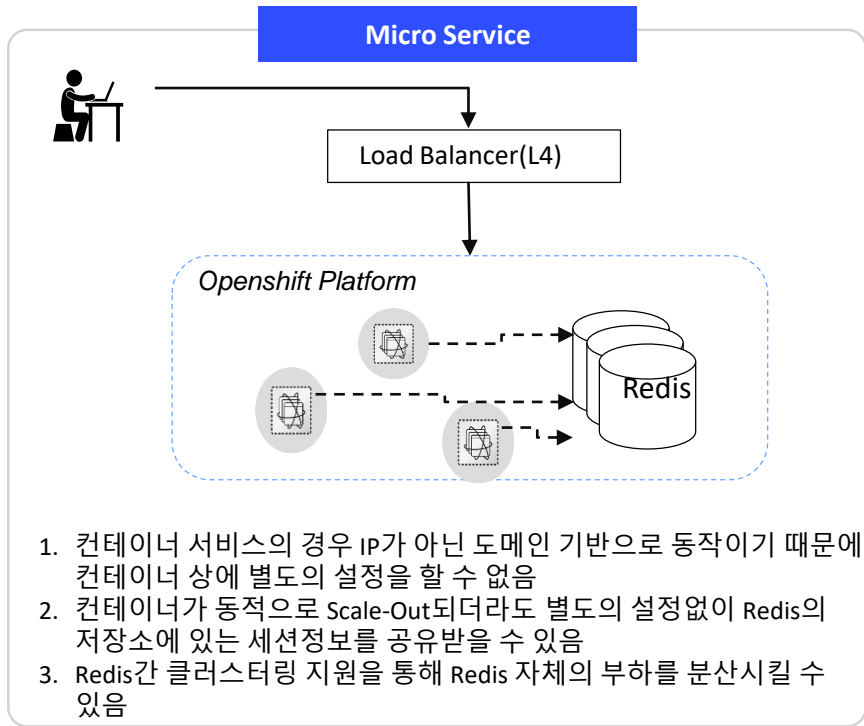 Micro Service
Load Balancer(L4)
Openshift Platform
Redis
1. 컨테이너 서비스의 경우 IP가 아닌 도메인 기반으로 동작이기 때문에
컨테이너 상에 별도의 설정을 할 수 없음
2. 컨테이너가 동적으로 Scale-Out되더라도 별도의 설정없이 Redis의
저장소에 있는 세션정보를 공유받을 수 있음
3. Redis간 클러스터링 지원을 통해 Redis 자체의 부하를 분산시킬 수
있음